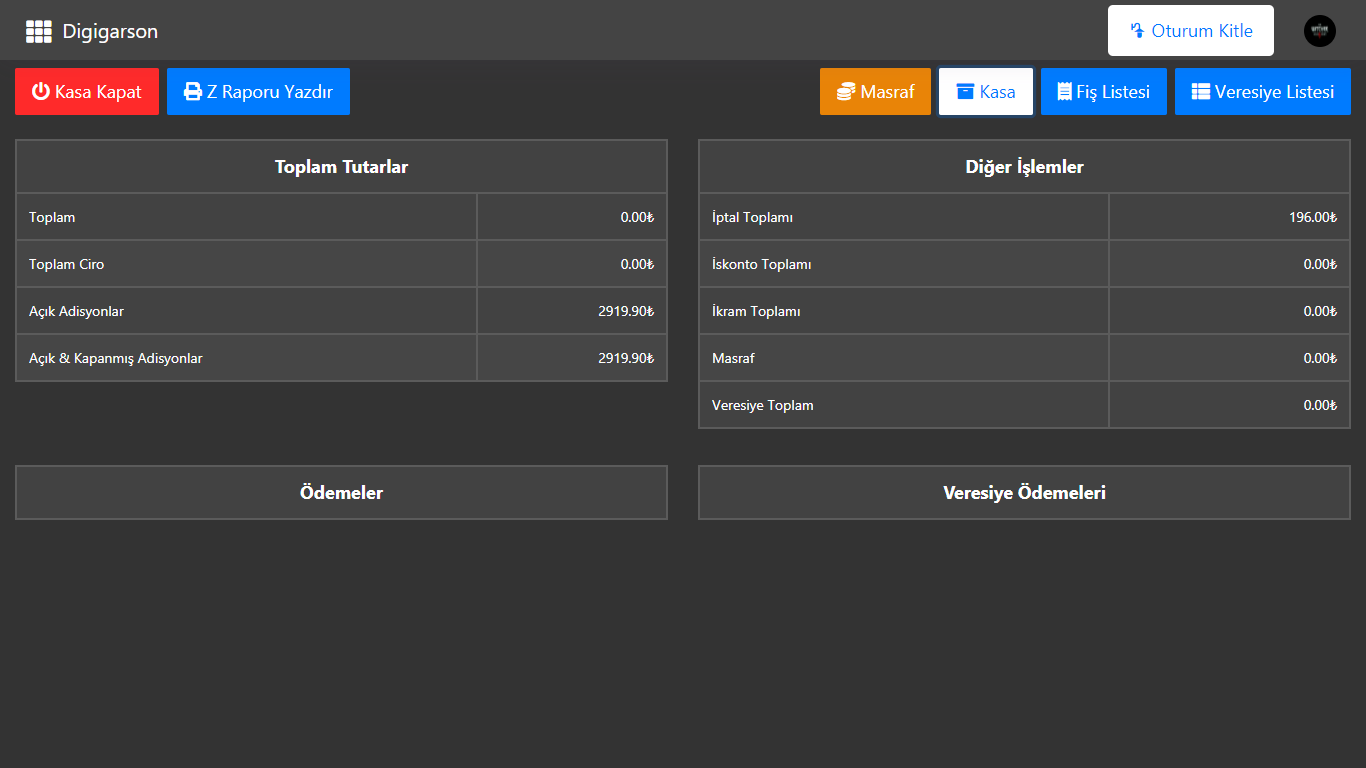 Digigarson
Oturum Kitle
Kasa Kapat
Z Raporu Yazdır
Masraf
Kasa
Fiş Listesi
Veresiye Listesi
Toplam Tutarlar
Toplam 0.00₺
Toplam Ciro 0.00₺
Açık Adisyonlar 2919.90₺
Açık & Kapanmış Adisyonlar 2919.90₺
Diğer İşlemler
İptal Toplamı 196.00₺
İskonto Toplamı 0.00₺
İkram Toplamı 0.00₺
Masraf 0.00₺
Veresiye Toplam 0.00₺
Ödemeler
Veresiye Ödemeleri